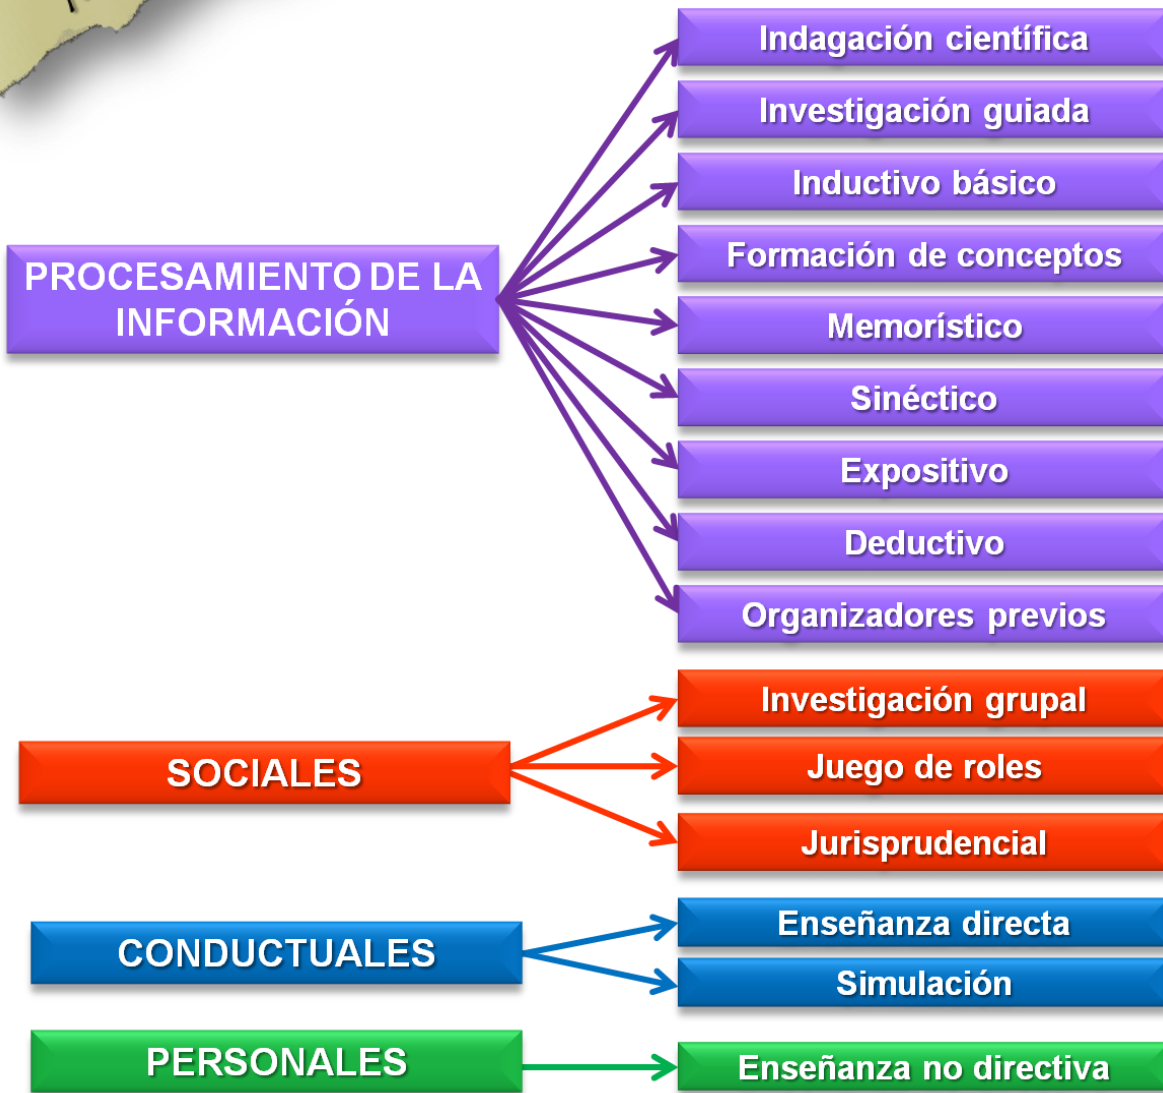 PROCESAMIENTO DE LA
INFORMACIÓN
Indagación científica
Investigación guiada
Inductivo básico
Formación de conceptos
Memorístico
Sinéctico
Expositivo
Deductivo
Organizadores previos
SOCIALES
Investigación grupal
Juego de roles
Jurisprudencial
CONDUCTUALES
Enseñanza directa
Simulación
PERSONALES
Enseñanza no directiva